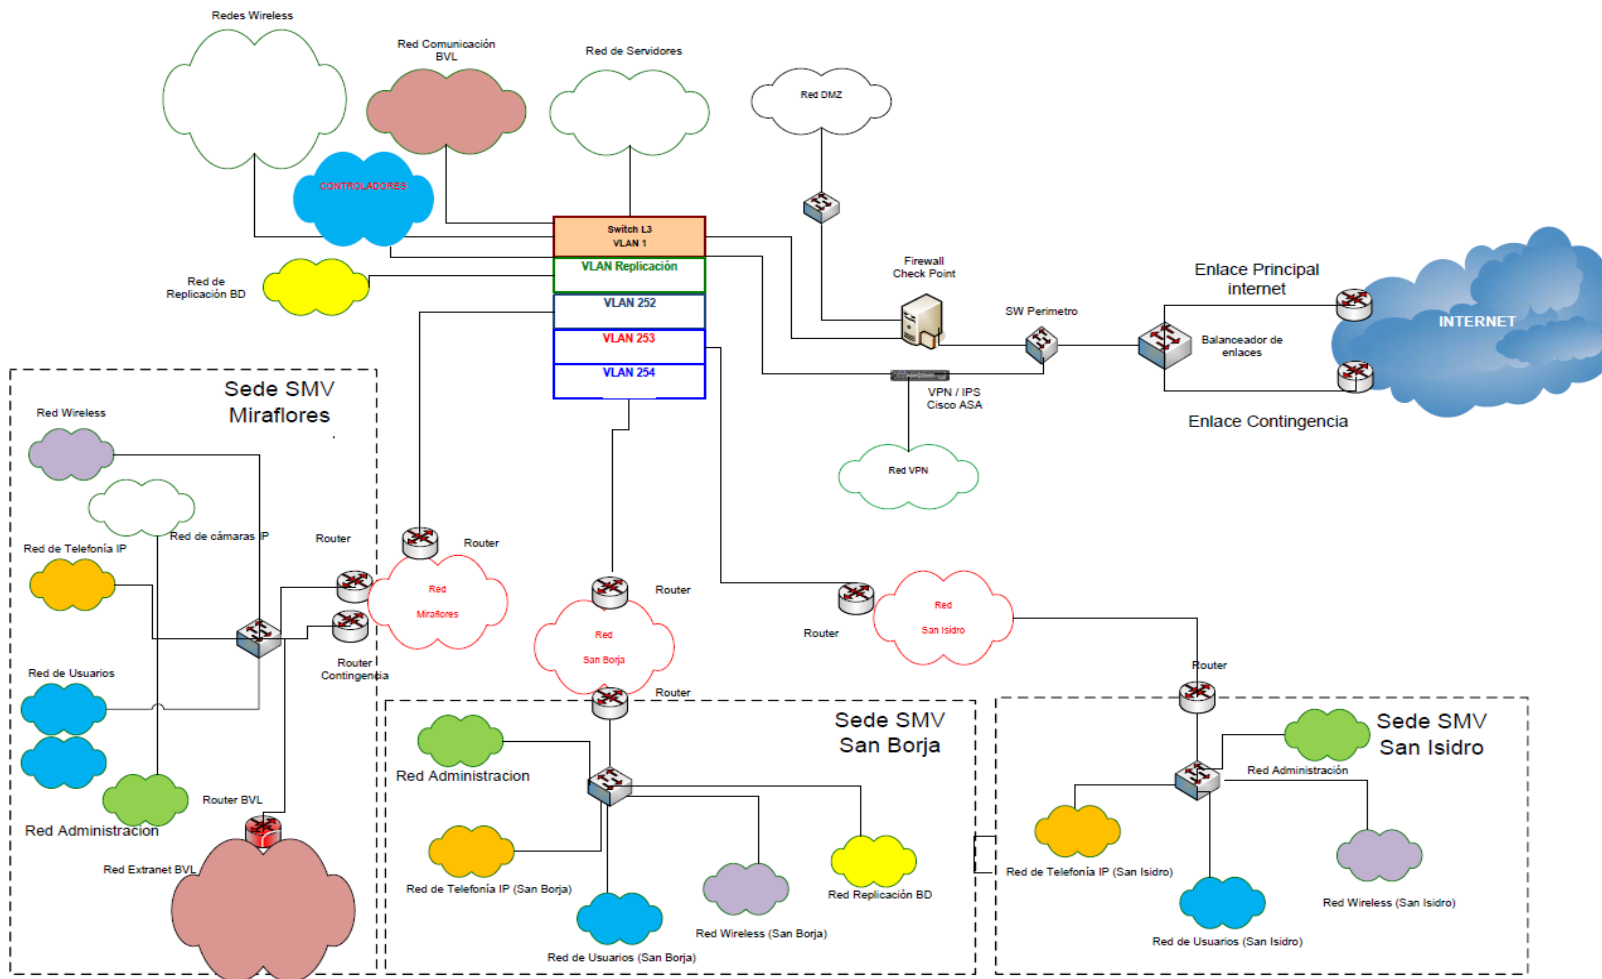 Redes Wireless
Red Comunicación
BVL
Red de Servidores
Red DMZ
CONTROLADORES
Switch L3
VLAN 1
VLAN Replicación
VLAN 252
VLAN 253
VLAN 254
Red de
Replicación BD
Firewall
Check Point
SW Perimetro
Enlace Principal
internet
INTERNET
Balanceador de
enlaces
Enlace Contingencia
VPN / IPS
Cisco ASA
Red VPN
Sede SMV
Miraflores
Red Wireless
Red de cámaras IP
Red de Telefonía IP
Router
Router
Red
Miraflores
Router
Contingencia
Red de Usuarios
Router BVL
Red Administracion
Red Extranet BVL
Router
Red
San Borja
Router
Router
Red
San Isidro
Router
Sede SMV
San Borja
Red Administracion
Red de Telefonía IP (San Borja)
Red de Usuarios (San Borja)
Red Wireless (San Borja)
Red Replicación BD
Sede SMV
San Isidro
Red Administración
Red de Telefonía IP (San Isidro)
Red de Usuarios (San Isidro)
Red Wireless (San Isidro)